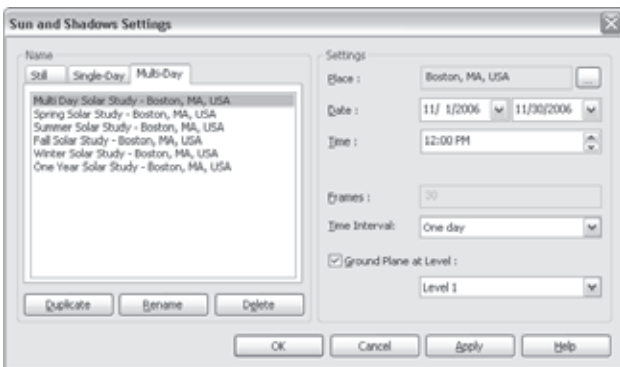 Sun and Shadows Settings
Name
Still Single-Day Multi-Day
Multi Day Solar Study - Boston, MA, USA
Spring Solar Study - Boston, MA, USA
Summer Solar Study - Boston, MA, USA
Fall Solar Study - Boston, MA, USA
Winter Solar Study - Boston, MA, USA
One Year Solar Study - Boston, MA, USA
Duplicate Rename Delete
Settings
Place : Boston, MA, USA ...
Date : 11/ 1/2006 11/30/2006
Time : 12:00 PM
Frames : 30
Time Interval: One day
Ground Plane at Level :
Level 1
OK Cancel Apply Help